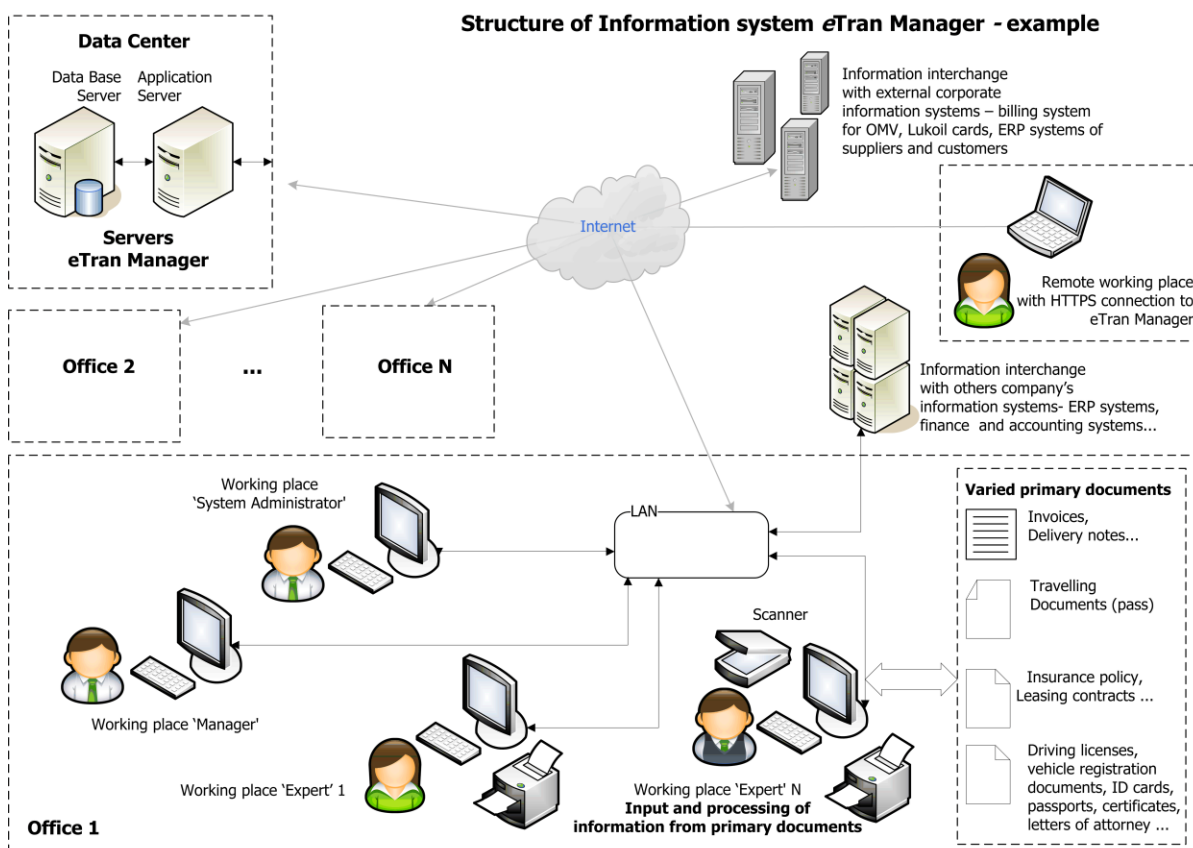 Structure of Information system eTran Manager - example
Data Center
Data Base
Server
Application
Server
Servers
eTran Manager
Information interchange
with external corporate
information systems – billing system
for OMV, Lukoil cards, ERP systems of
suppliers and customers
Internet
Remote working place
with HTTPS connection to
eTran Manager
Office 2
...
Office N
Information interchange
with others company's
information systems- ERP systems,
finance and accounting systems...
Working place
'System Administrator'
LAN
Varied primary documents
Invoices,
Delivery notes...
Travelling
Documents (pass)
Insurance policy,
Leasing contracts ...
Driving licenses,
vehicle registration
documents, ID cards,
passports, certificates,
letters of attorney ...
Scanner
Working place 'Manager'
Working place 'Expert' 1
Working place 'Expert' N
Input and processing of
information from primary documents
Office 1